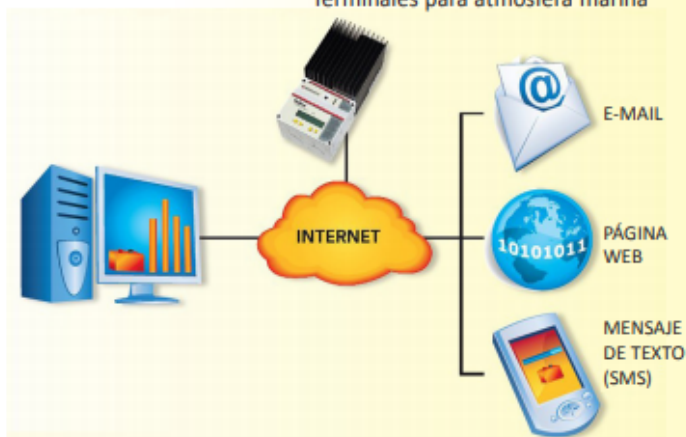 Terminales para atmósfera marina
E-MAIL
INTERNET
10101011
PÁGINA
WEB
MENSAJE
DE TEXTO
(SMS)